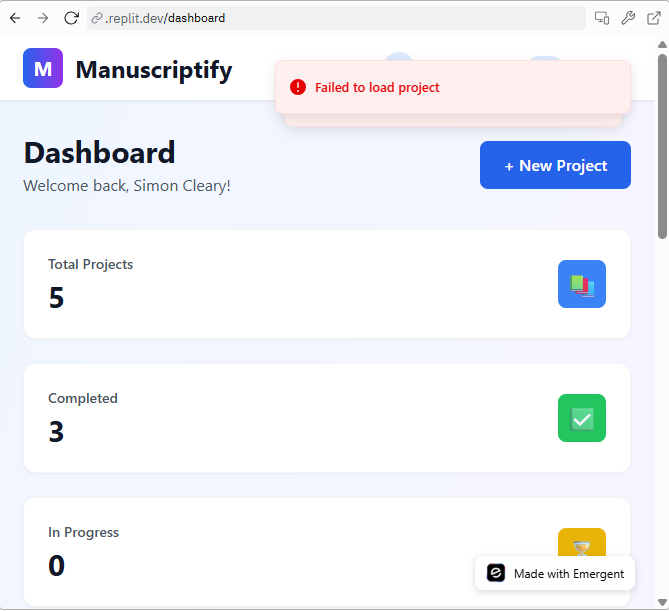 .replit.dev/dashboard
M Manuscriptify
Failed to load project
Dashboard
Welcome back, Simon Cleary!
+ New Project
Total Projects
5
Completed
3
In Progress
0
Made with Emergent